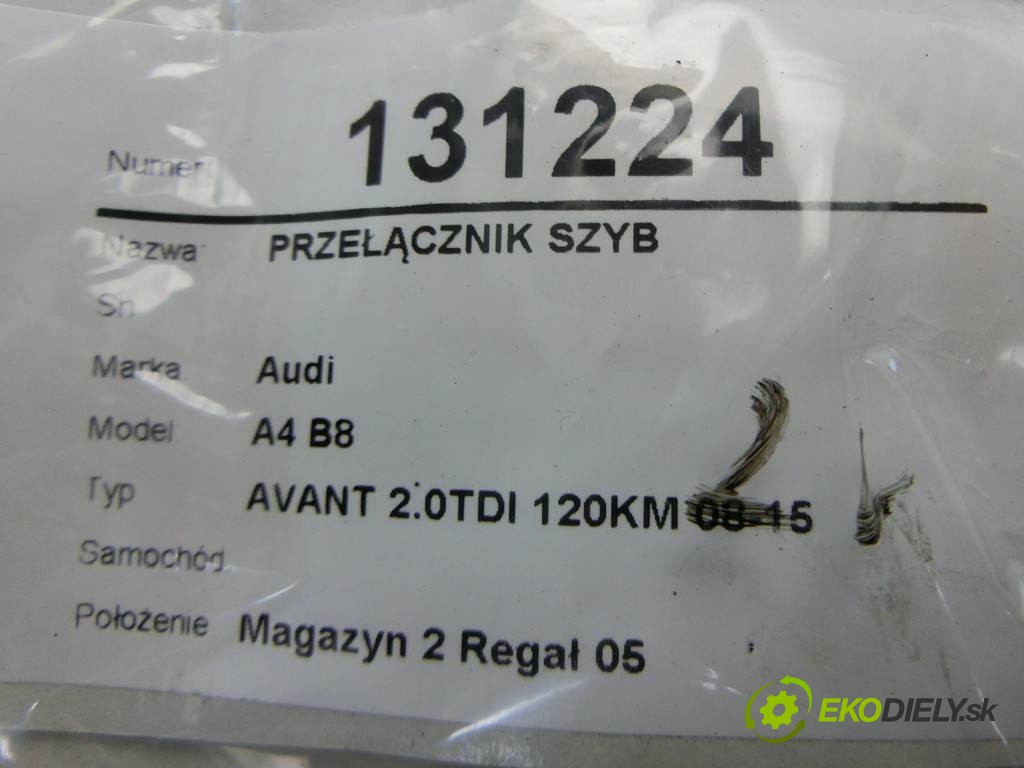 Numer 131224
Nazwa PRZEŁĄCZNIK SZYB
Sn
Marka Audi
Model A4 B8
Typ AVANT 2.0TDI 120KM 08-15
Samochód
Położenie Magazyn 2 Regał 05
EKODIELY.sk